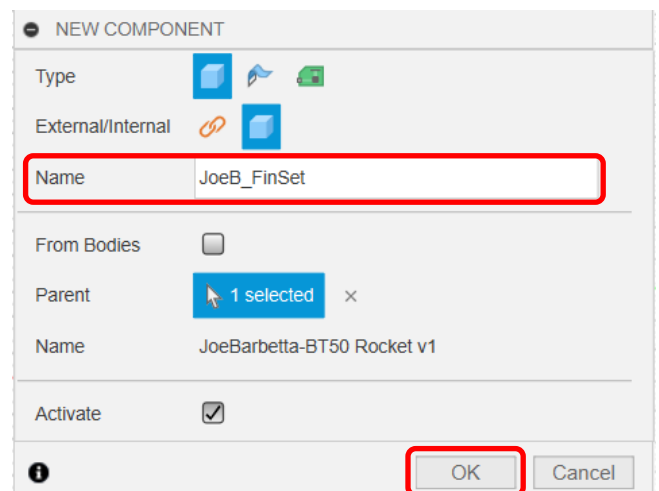 NEW COMPONENT
Type
External/Internal
Name JoeB_FinSet
From Bodies
Parent 1 selected ×
Name JoeBarbetta-BT50 Rocket v1
Activate
OK Cancel